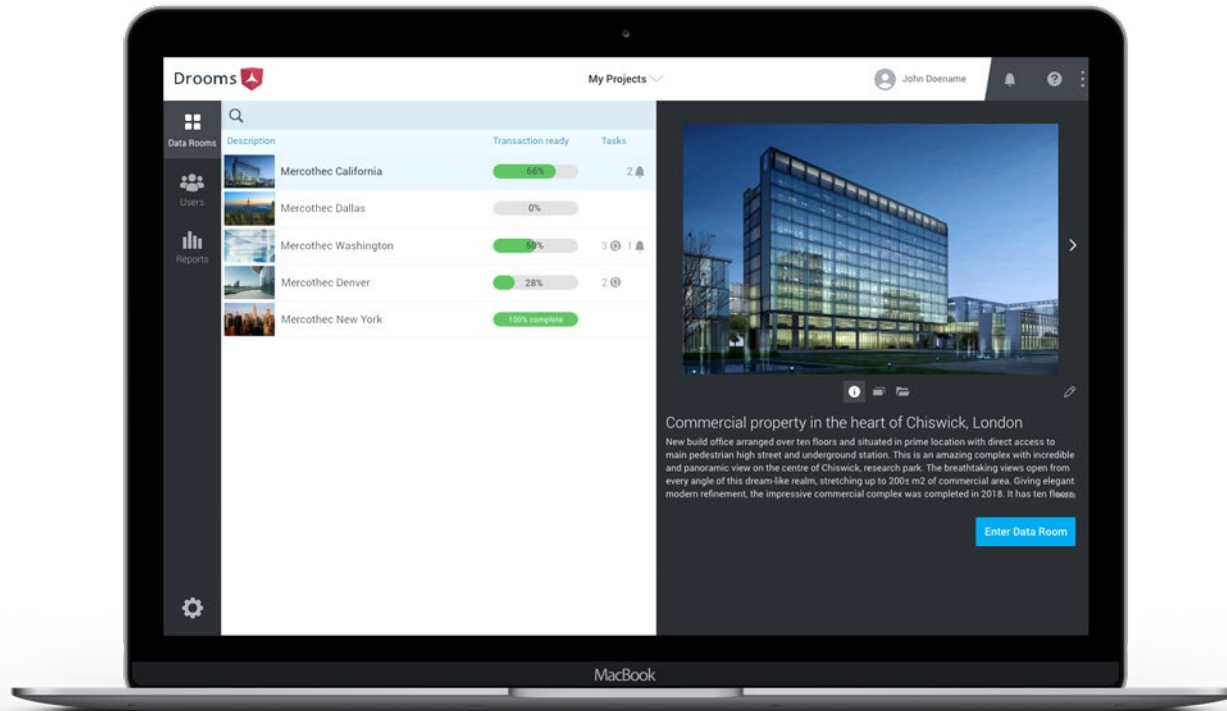 Drooms
My Projects
John Doename
Data Rooms
Users
Reports
Description Transaction ready Tasks
Mercothec California 66% 2
Mercothec Dallas 0%
Mercothec Washington 50% 3 1
Mercothec Denver 28% 2
Mercothec New York 100% complete
Commercial property in the heart of Chiswick, London
New build office arranged over ten floors and situated in prime location with direct access to
main pedestrian high street and underground station. This is an amazing complex with incredible
and panoramic view on the centre of Chiswick, research park. The breathtaking views open from
every angle of this dream-like realm, stretching up to 200± m2 of commercial area. Giving elegant
modern refinement, the impressive commercial complex was completed in 2018. It has ten floors,
Enter Data Room
MacBook